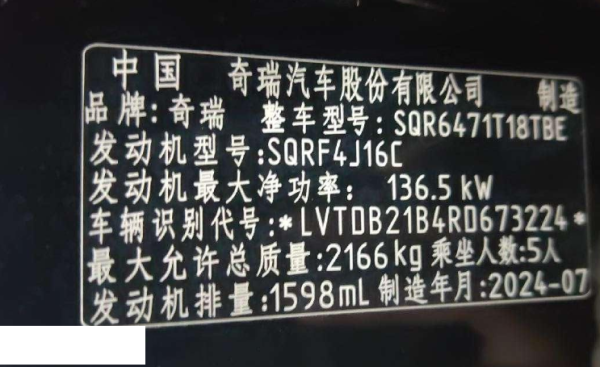 中国 奇瑞汽车股份有限公司 制造
品牌:奇瑞 整车型号:SQR6471T18TBE
发动机型号:SQRF4J16C
发动机最大净功率: 136.5 kW
车辆识别代号:*LVTDB21B4RD673224*
最大允许总质量:2166kg 乘坐人数:5人
发动机排量:1598mL 制造年月:2024-07